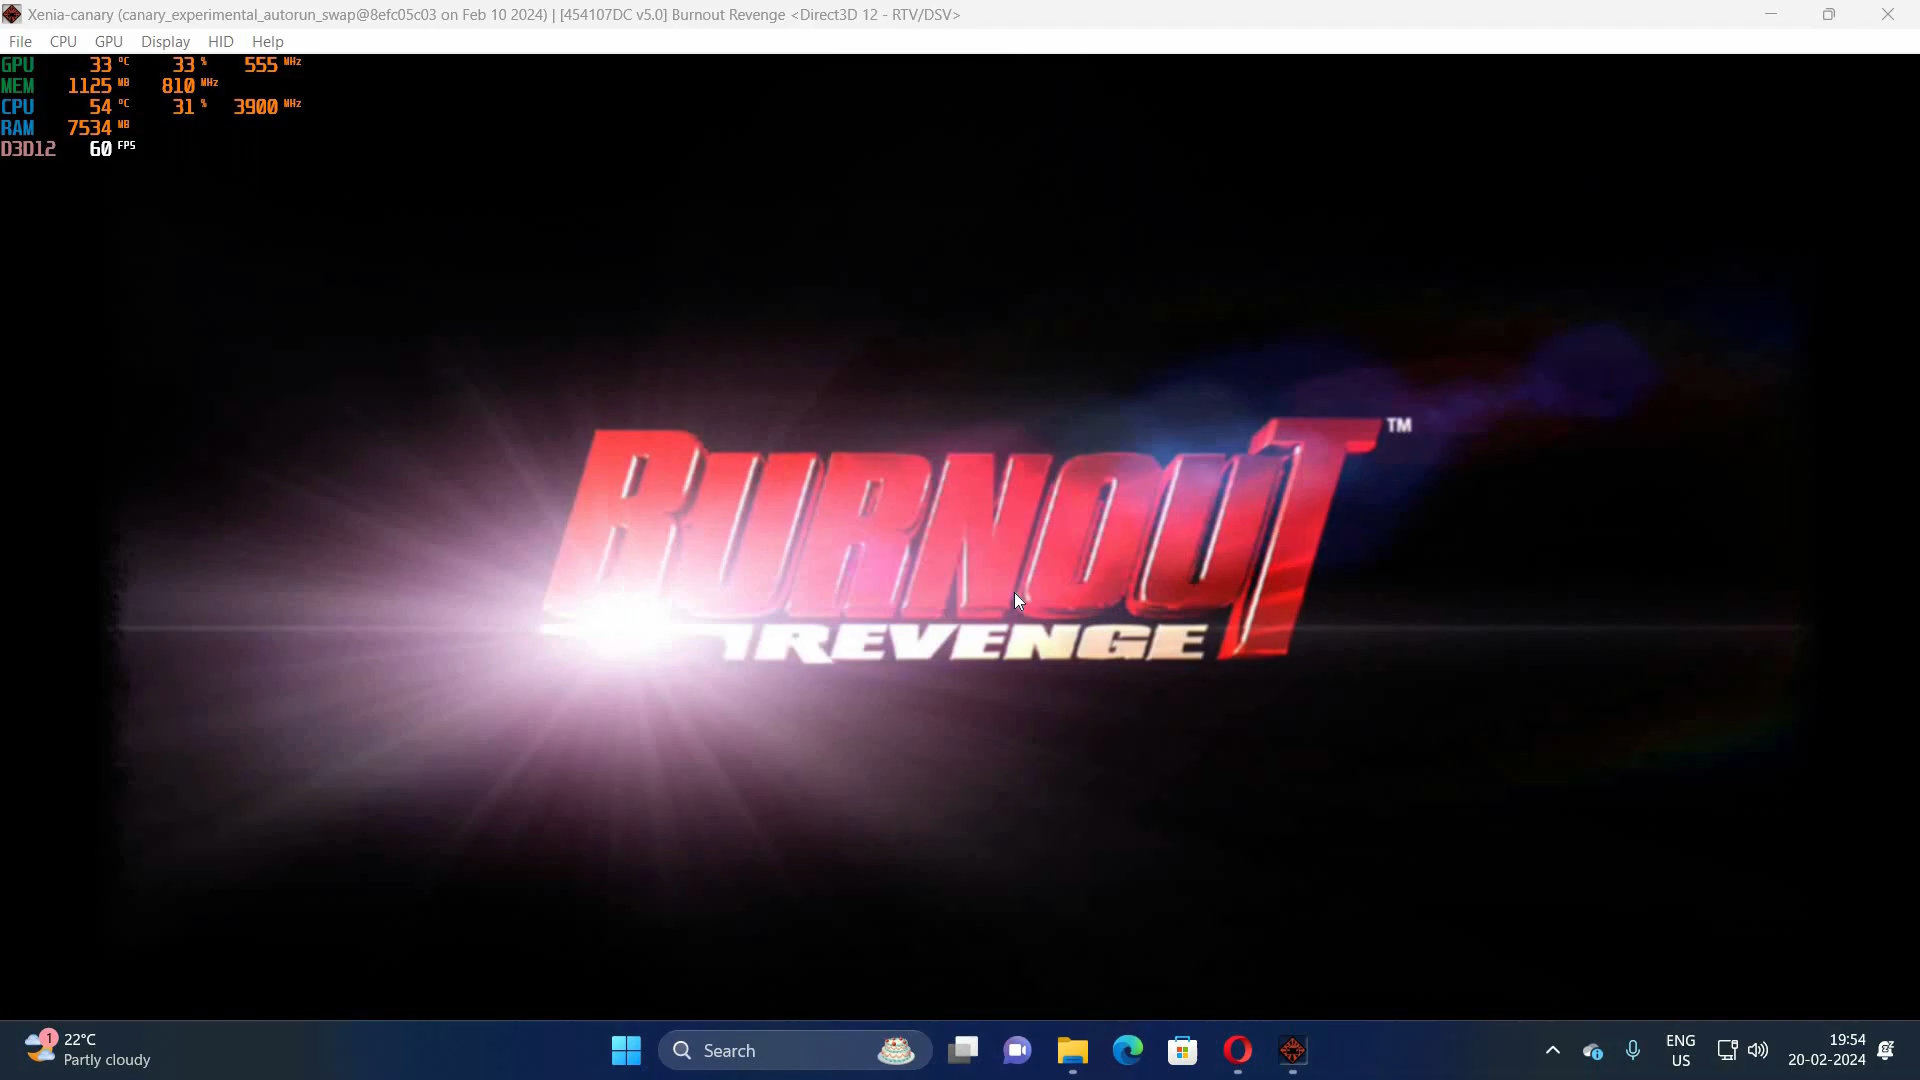 Xenia-canary (canary_experimental_autorun_swap@8efc05c03 on Feb 10 2024) | [454107DC v5.0] Burnout Revenge <Direct3D 12 - RTV/DSV>
File CPU GPU Display HID Help
GPU 33 °C 33 % 555 MHz
MEM 1125 MB 810 MHz
CPU 54 °C 31 % 3900 MHz
RAM 7534 MB
D3D12 60 FPS
BURNOUT™
REVENGE
1 22°C
Partly cloudy
Search
ENG
US
19:54
20-02-2024